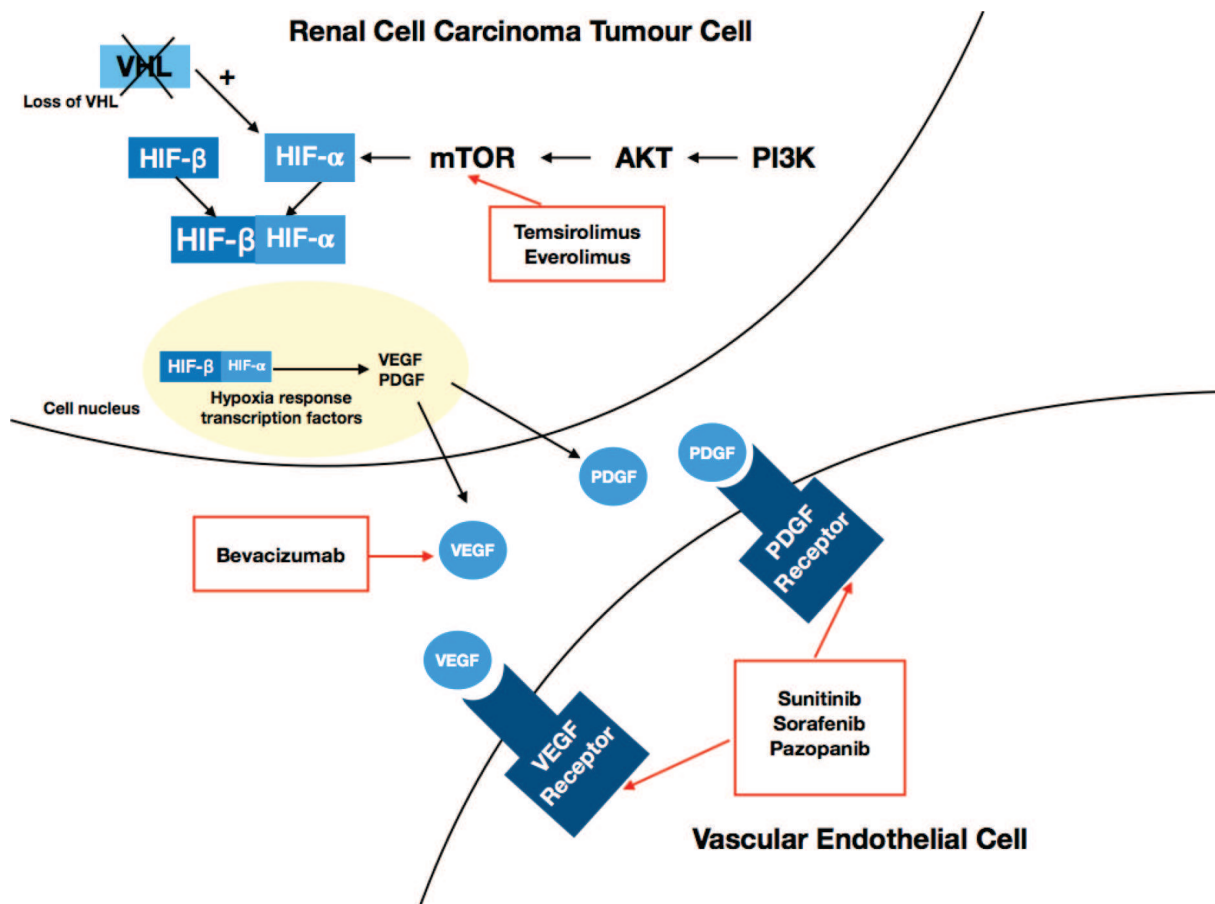 Renal Cell Carcinoma Tumour Cell
VHL
+
Loss of VHL
HIF-β
HIF-α
mTOR
AKT
PI3K
HIF-β
HIF-α
Temsirolimus
Everolimus
HIF-β
HIF-α
VEGF
PDGF
Hypoxia response
transcription factors
Cell nucleus
PDGF
PDGF
PDGF
Receptor
Bevacizumab
VEGF
VEGF
VEGF
Receptor
Sunitinib
Sorafenib
Pazopanib
Vascular Endothelial Cell